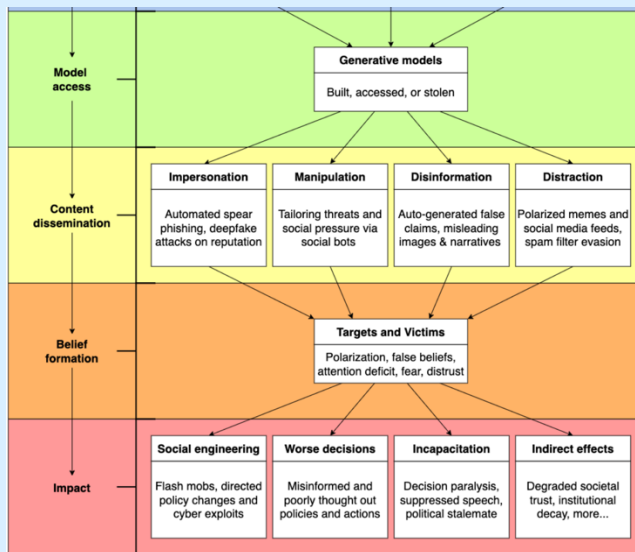 Model
access
Generative models
Built, accessed, or stolen
Content
dissemination
Impersonation
Automated spear
phishing, deepfake
attacks on reputation
Manipulation
Tailoring threats and
social pressure via
social bots
Disinformation
Auto-generated false
claims, misleading
images & narratives
Distraction
Polarized memes and
social media feeds,
spam filter evasion
Belief
formation
Targets and Victims
Polarization, false beliefs,
attention deficit, fear, distrust
Impact
Social engineering
Flash mobs, directed
policy changes and
cyber exploits
Worse decisions
Misinformed and
poorly thought out
policies and actions
Incapacitation
Decision paralysis,
suppressed speech,
political stalemate
Indirect effects
Degraded societal
trust, institutional
decay, more...